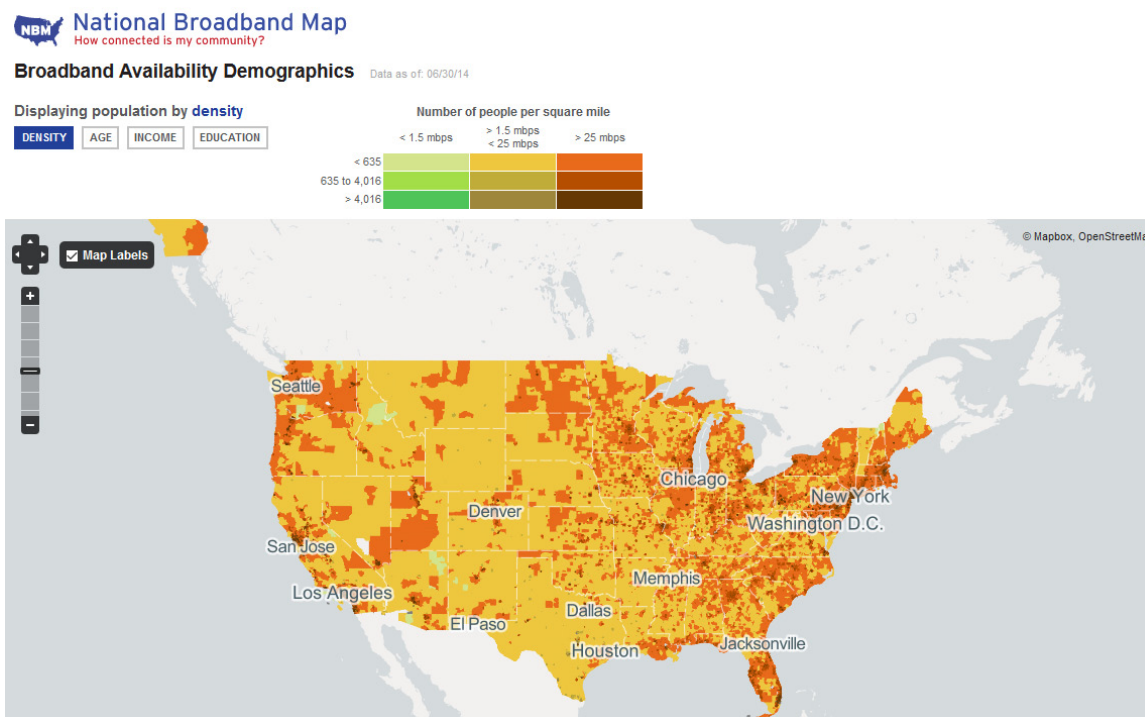 NBM National Broadband Map
How connected is my community?
Broadband Availability Demographics Data as of: 06/30/14
Displaying population by density
DENSITY AGE INCOME EDUCATION
Number of people per square mile
< 1.5 mbps > 1.5 mbps < 25 mbps > 25 mbps
< 635
635 to 4,016
> 4,016
Map Labels
© Mapbox, OpenStreetMa
+
-
Seattle
Chicago
New York
Denver
Washington D.C.
San Jose
Memphis
Los Angeles
Dallas
El Paso
Jacksonville
Houston